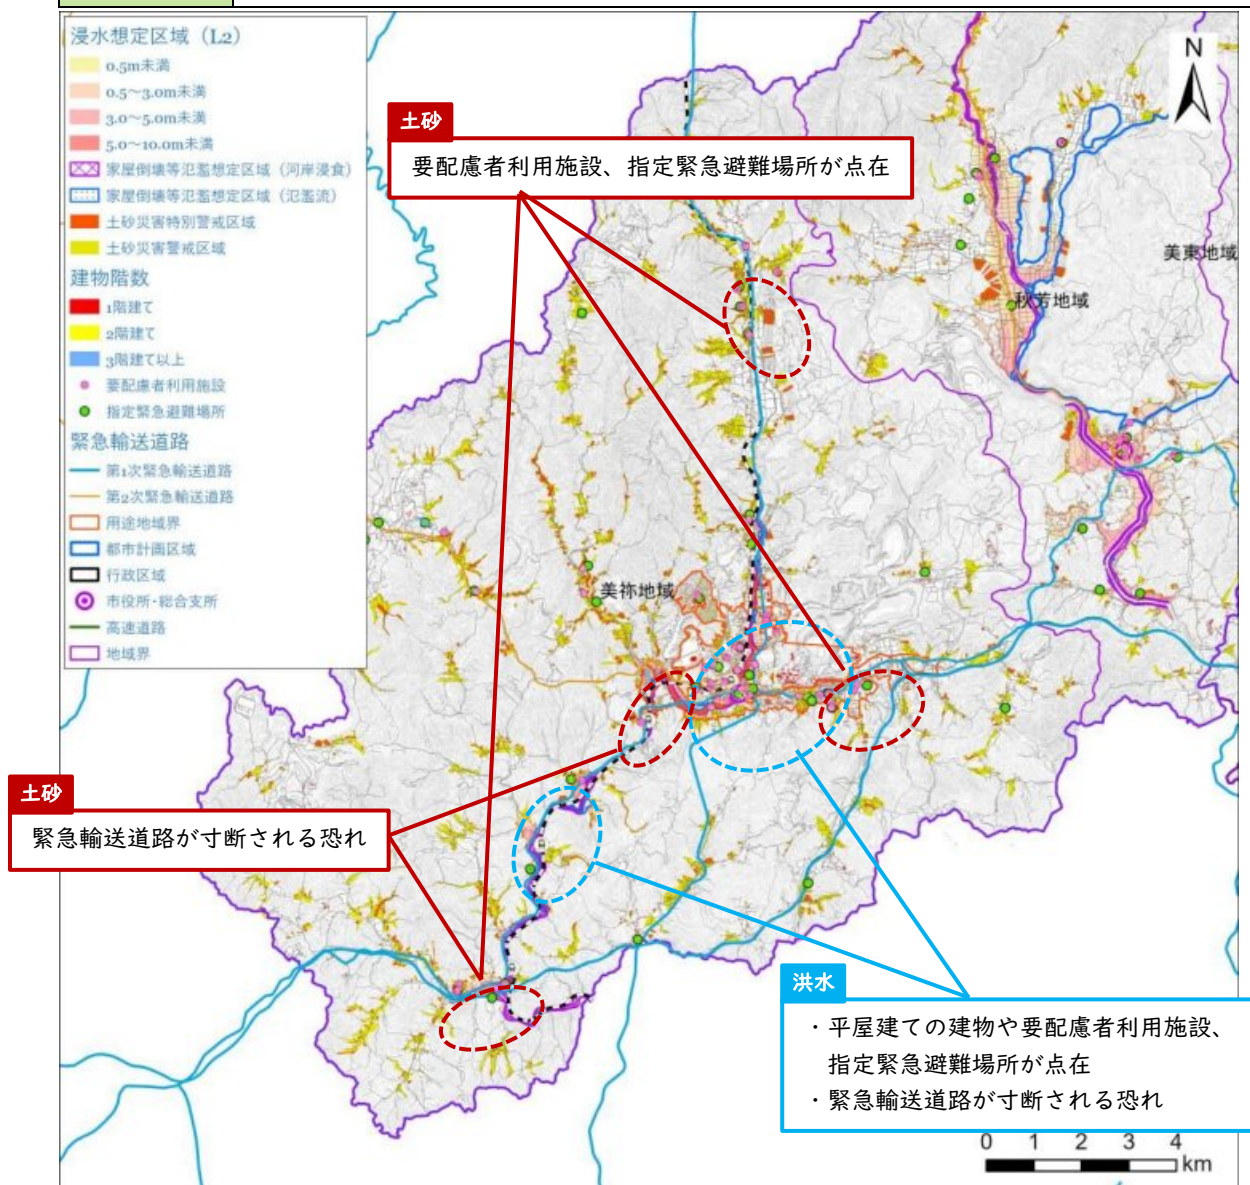 浸水想定区域（L2）
0.5m未満
0.5～3.0m未満
3.0～5.0m未満
5.0～10.0m未満
家屋倒壊等氾濫想定区域（河岸浸食）
家屋倒壊等氾濫想定区域（氾濫流）
土砂災害特別警戒区域
土砂災害警戒区域
建物階数
1階建て
2階建て
3階建て以上
要配慮者利用施設
指定緊急避難場所
緊急輸送道路
第1次緊急輸送道路
第2次緊急輸送道路
用途地域界
都市計画区域
行政区域
市役所・総合支所
高速道路
地域界
N
土砂
要配慮者利用施設、指定緊急避難場所が点在
美東地域
秋芳地域
美祢地域
土砂
緊急輸送道路が寸断される恐れ
洪水
・平屋建ての建物や要配慮者利用施設、
指定緊急避難場所が点在
・緊急輸送道路が寸断される恐れ
0 1 2 3 4
km